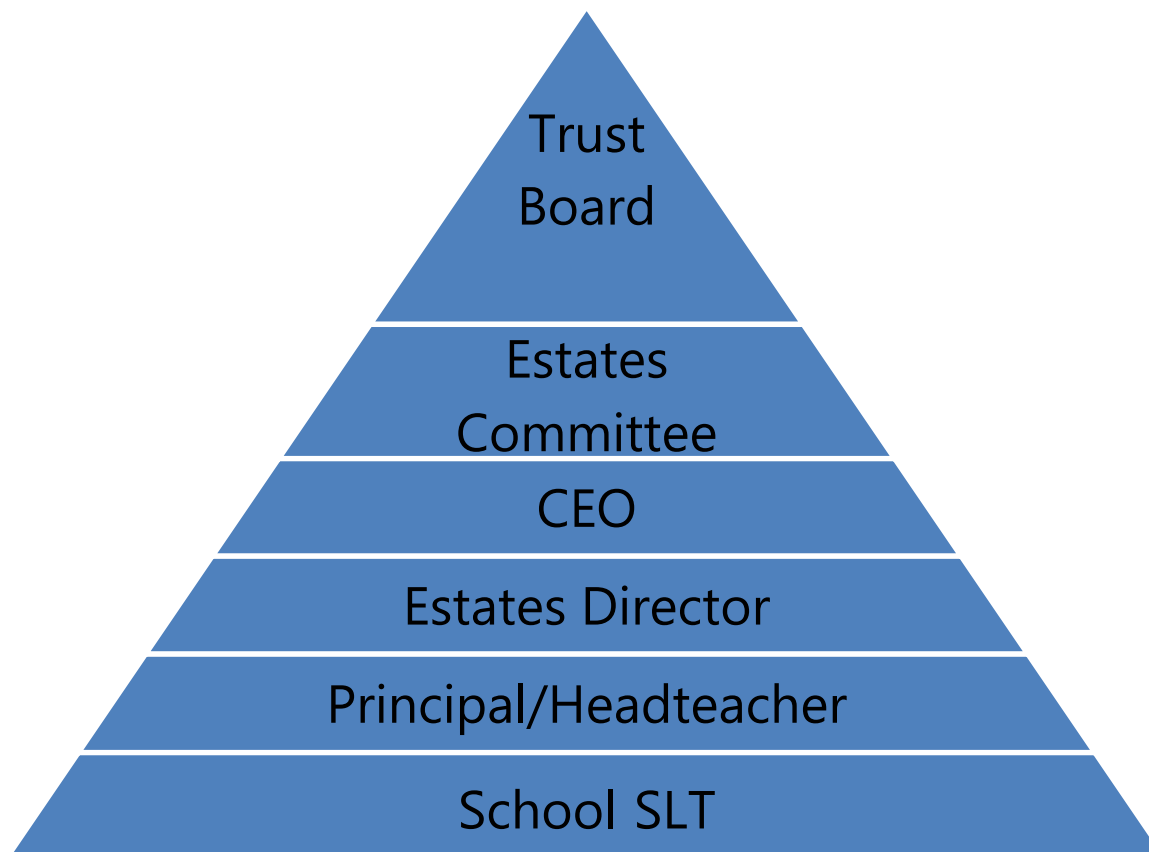 Trust
Board
Estates
Committee
CEO
Estates Director
Principal/Headteacher
School SLT